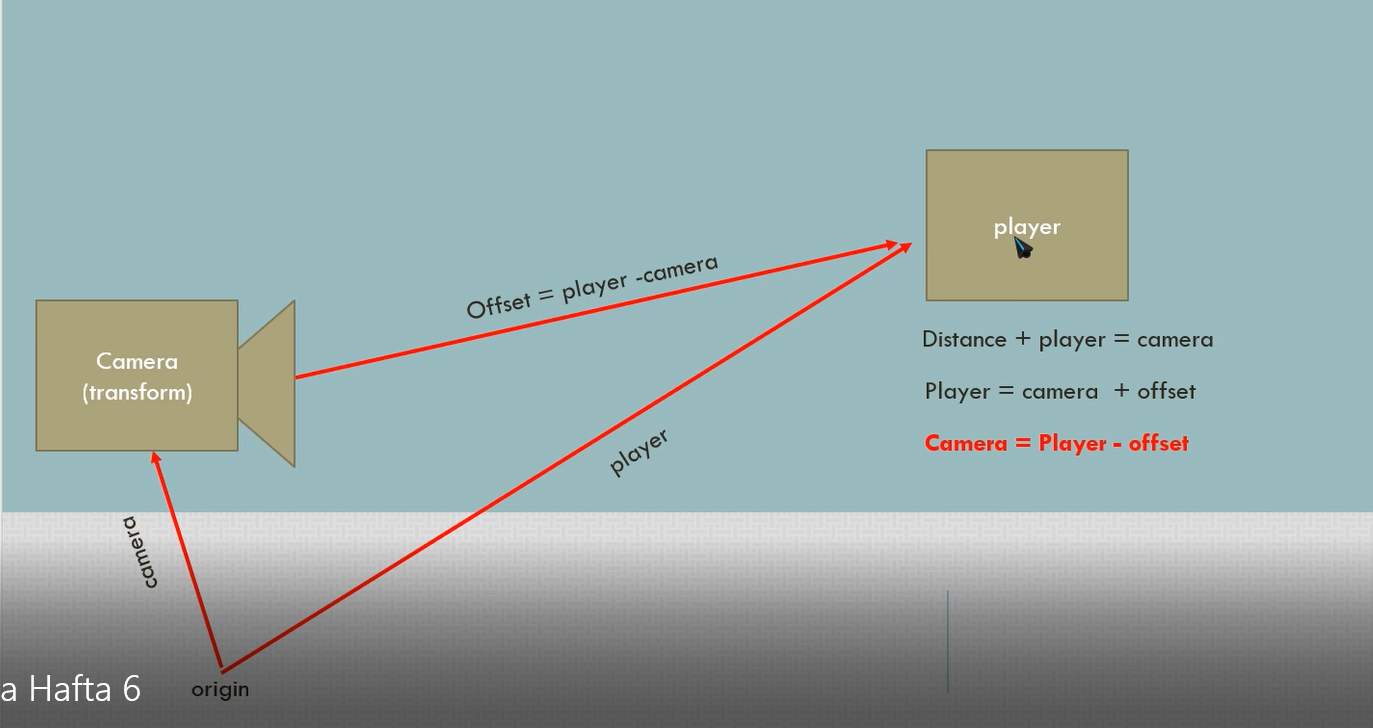 player
Offset = player -camera
Distance + player = camera
Camera
(transform)
Player = camera + offset
Camera = Player - offset
player
camera
a Hafta 6
origin